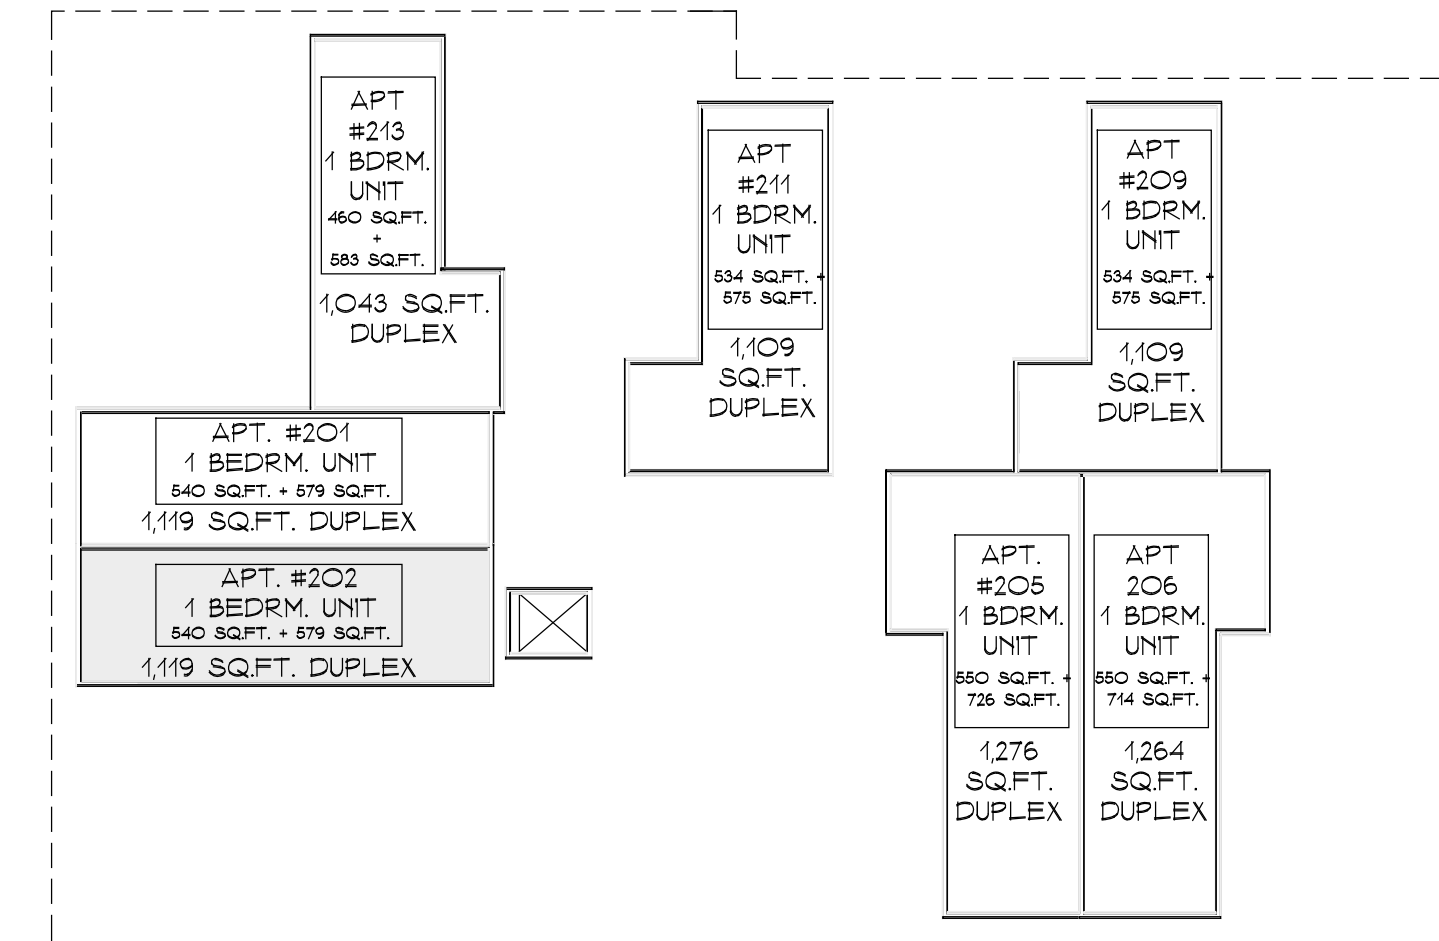 APT
#213
1 BDRM.
UNIT
460 SQ.FT.
+
583 SQ.FT.
1,043 SQ.FT.
DUPLEX
APT
#211
1 BDRM.
UNIT
534 SQ.FT. +
575 SQ.FT.
1,109
SQ.FT.
DUPLEX
APT
#209
1 BDRM.
UNIT
534 SQ.FT. +
575 SQ.FT.
1,109
SQ.FT.
DUPLEX
APT. #201
1 BEDRM. UNIT
540 SQ.FT. + 579 SQ.FT.
1,119 SQ.FT. DUPLEX
APT. #202
1 BEDRM. UNIT
540 SQ.FT. + 579 SQ.FT.
1,119 SQ.FT. DUPLEX
APT.
#205
1 BDRM.
UNIT
550 SQ.FT. +
726 SQ.FT.
1,276
SQ.FT.
DUPLEX
APT
206
1 BDRM.
UNIT
550 SQ.FT. +
714 SQ.FT.
1,264
SQ.FT.
DUPLEX